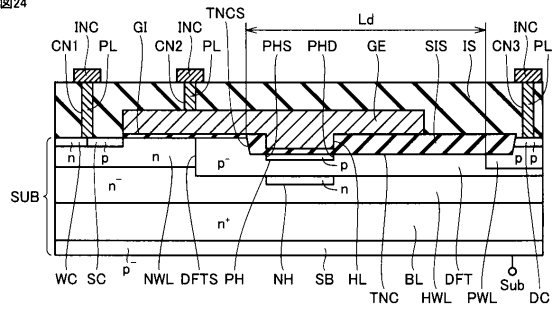 図24
TNCS
Ld
INC GI INC INC
CN1 PL CN2 PL PHS PHD GE SIS IS CN3 PL
n p n p⁻ p p p
n⁻ n
SUB
n⁺
p⁻
Sub
WC SC NWL DFTS PH NH SB HL BL DFT PWL DC
TNC HWL